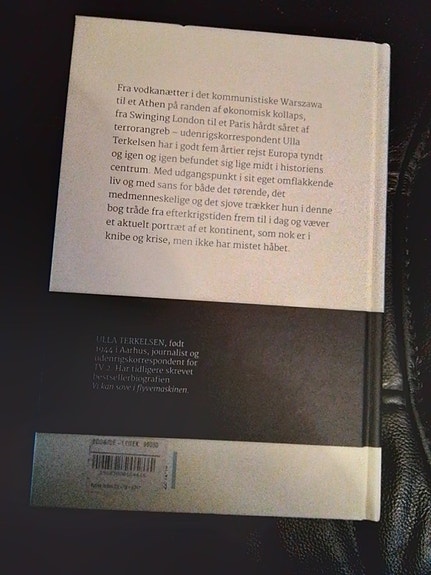 Fra vodkanætter i det kommunistiske Warszawa
til et Athen på randen af økonomisk kollaps,
fra Swinging London til et Paris hårdt såret af
terrorangreb – udenrigskorrespondent Ulla
Terkelsen har i godt fem årtier rejst Europa tyndt
og igen og igen befundet sig lige midt i historiens
centrum. Med udgangspunkt i sit eget omflakkende
liv og med sans for både det rørende, det
medmenneskelige og det sjove trækker hun i denne
bog tråde fra efterkrigstiden frem til i dag og væver
et aktuelt portræt af et kontinent, som nok er i
knibe og krise, men ikke har mistet håbet.
ULLA TERKELSEN, født
1944 i Aarhus, journalist og
udenrigskorrespondent for
TV 2. Har tidligere skrevet
bestsellerbiografien
Vi kan sove i flyvemaskinen.